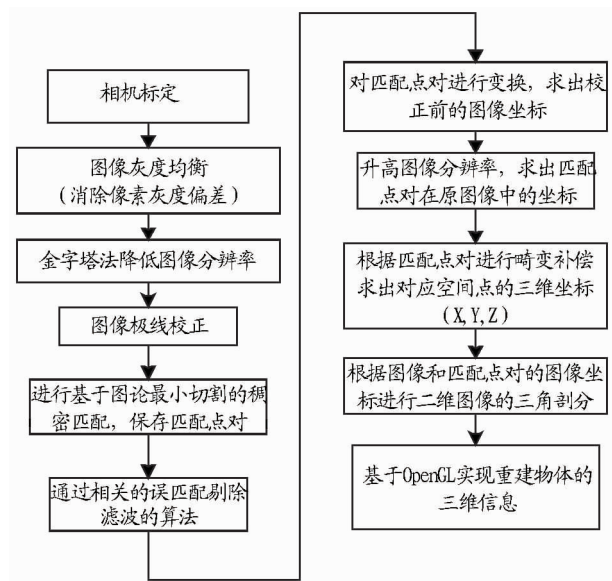 相机标定
图像灰度均衡
(消除像素灰度偏差)
金字塔法降低图像分辨率
图像极线校正
进行基于图论最小切割的稠
密匹配，保存匹配点对
通过相关的误匹配剔除
滤波的算法
对匹配点对进行变换，求出校
正前的图像坐标
升高图像分辨率，求出匹配
点对在原图像中的坐标
根据匹配点对进行畸变补偿
求出对应空间点的三维坐标
(X,Y,Z)
根据图像和匹配点对的图像坐
标进行二维图像的三角剖分
基于OpenGL实现重建物体的
三维信息